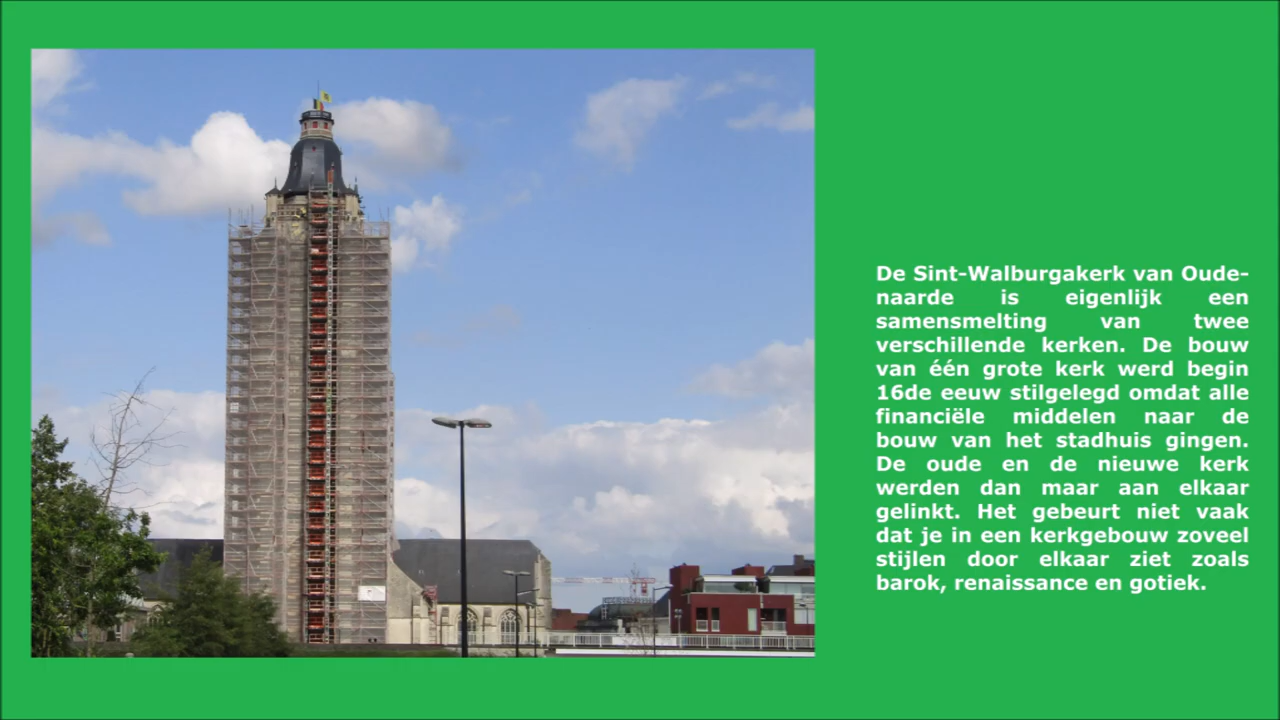 De Sint-Walburgakerk van Oude-
naarde is eigenlijk een
samensmelting van twee
verschillende kerken. De bouw
van één grote kerk werd begin
16de eeuw stilgelegd omdat alle
financiële middelen naar de
bouw van het stadhuis gingen.
De oude en de nieuwe kerk
werden dan maar aan elkaar
gelinkt. Het gebeurt niet vaak
dat je in een kerkgebouw zoveel
stijlen door elkaar ziet zoals
barok, renaissance en gotiek.